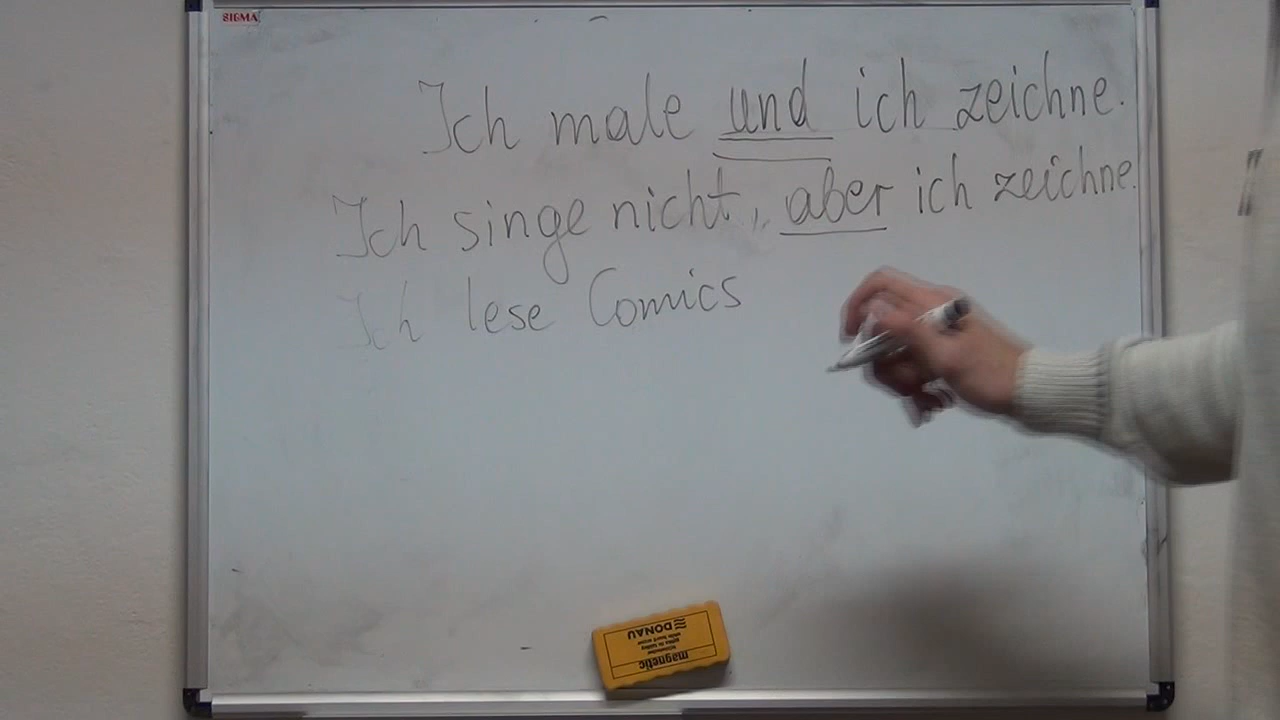 SIGMA
Ich male und ich zeichne.
Ich singe nicht, aber ich zeichne.
Ich lese Comics
magnetic
DONAU